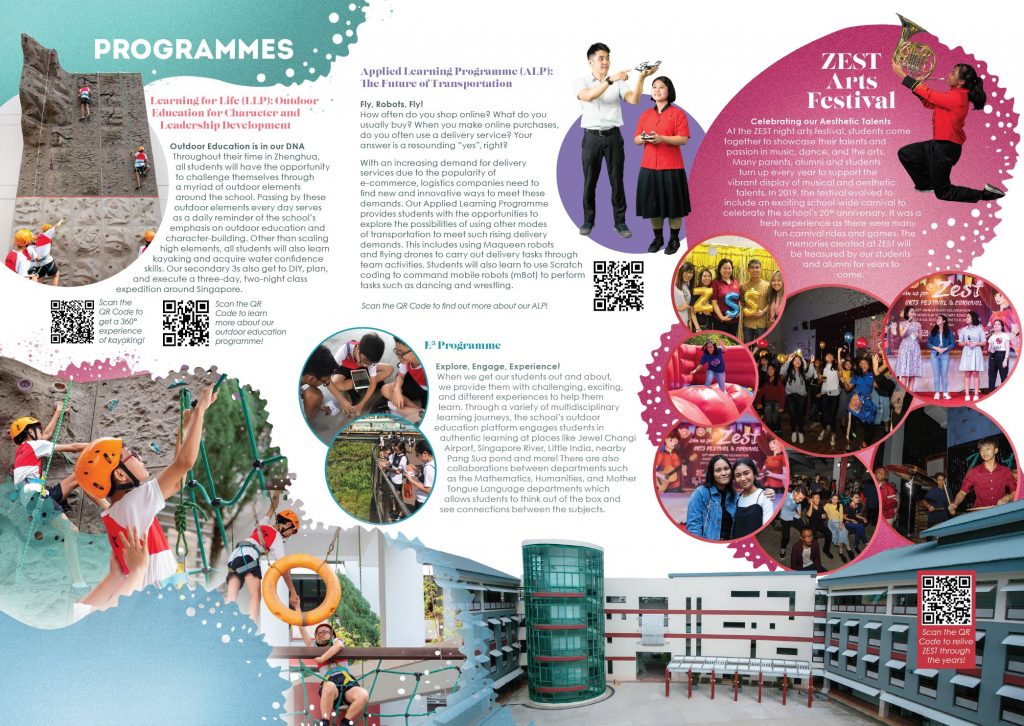 PROGRAMMES
Learning for Life (LLP): Outdoor
Education for Character and
Leadership Development
Outdoor Education is in our DNA
Throughout their time in Zhenghua,
all students will have the opportunity
to challenge themselves through
a myriad of outdoor elements
around the school. Passing by these
outdoor elements every day serves
as a daily reminder of the school's
emphasis on outdoor education and
character-building. Other than scaling
high elements, all students will also learn
kayaking and acquire water confidence
skills. Our secondary 3s also get to DIY, plan,
and execute a three-day, two-night class
expedition around Singapore.
Scan the
QR Code to
get a 360°
experience
of kayaking!
Scan the QR
Code to learn
more about our
outdoor education
programme!
Applied Learning Programme (ALP):
The Future of Transportation
Fly, Robots, Fly!
How often do you shop online? What do you
usually buy? When you make online purchases,
do you often use a delivery service? Your
answer is a resounding "yes", right?
With an increasing demand for delivery
services due to the popularity of
e-commerce, logistics companies need to
find new and innovative ways to meet these
demands. Our Applied Learning Programme
provides students with the opportunities to
explore the possibilities of using other modes
of transportation to meet such rising delivery
demands. This includes using Maqueen robots
and flying drones to carry out delivery tasks through
team activities. Students will also learn to use Scratch
coding to command mobile robots (mBot) to perform
tasks such as dancing and wrestling.
Scan the QR Code to find out more about our ALP!
E³ Programme
Explore, Engage, Experience!
When we get our students out and about,
we provide them with challenging, exciting,
and different experiences to help them
learn. Through a variety of multidisciplinary
learning journeys, the school's outdoor
education platform engages students in
authentic learning at places like Jewel Changi
Airport, Singapore River, Little India, nearby
Pang Sua pond and more! There are also
collaborations between departments such
as the Mathematics, Humanities, and Mother
Tongue Language departments which
allows students to think out of the box and
see connections between the subjects.
ZEST
Arts
Festival
Celebrating our Aesthetic Talents
At the ZEST night arts festival, students come
together to showcase their talents and
passion in music, dance, and the arts.
Many parents, alumni and students
turn up every year to support the
vibrant display of musical and aesthetic
talents. In 2019, the festival evolved to
include an exciting school-wide carnival to
celebrate the school's 20th anniversary. It was a
fresh experience as there were many
fun carnival rides and games. The
memories created at ZEST will
be treasured by our students
and alumni for years to
come.
ZSS
Join us for Zest
ARTS FESTIVAL & CARNIVAL
Join us for Zest
ARTS FESTIVAL & CARNIVAL
Scan the QR
Code to relive
ZEST through
the years!